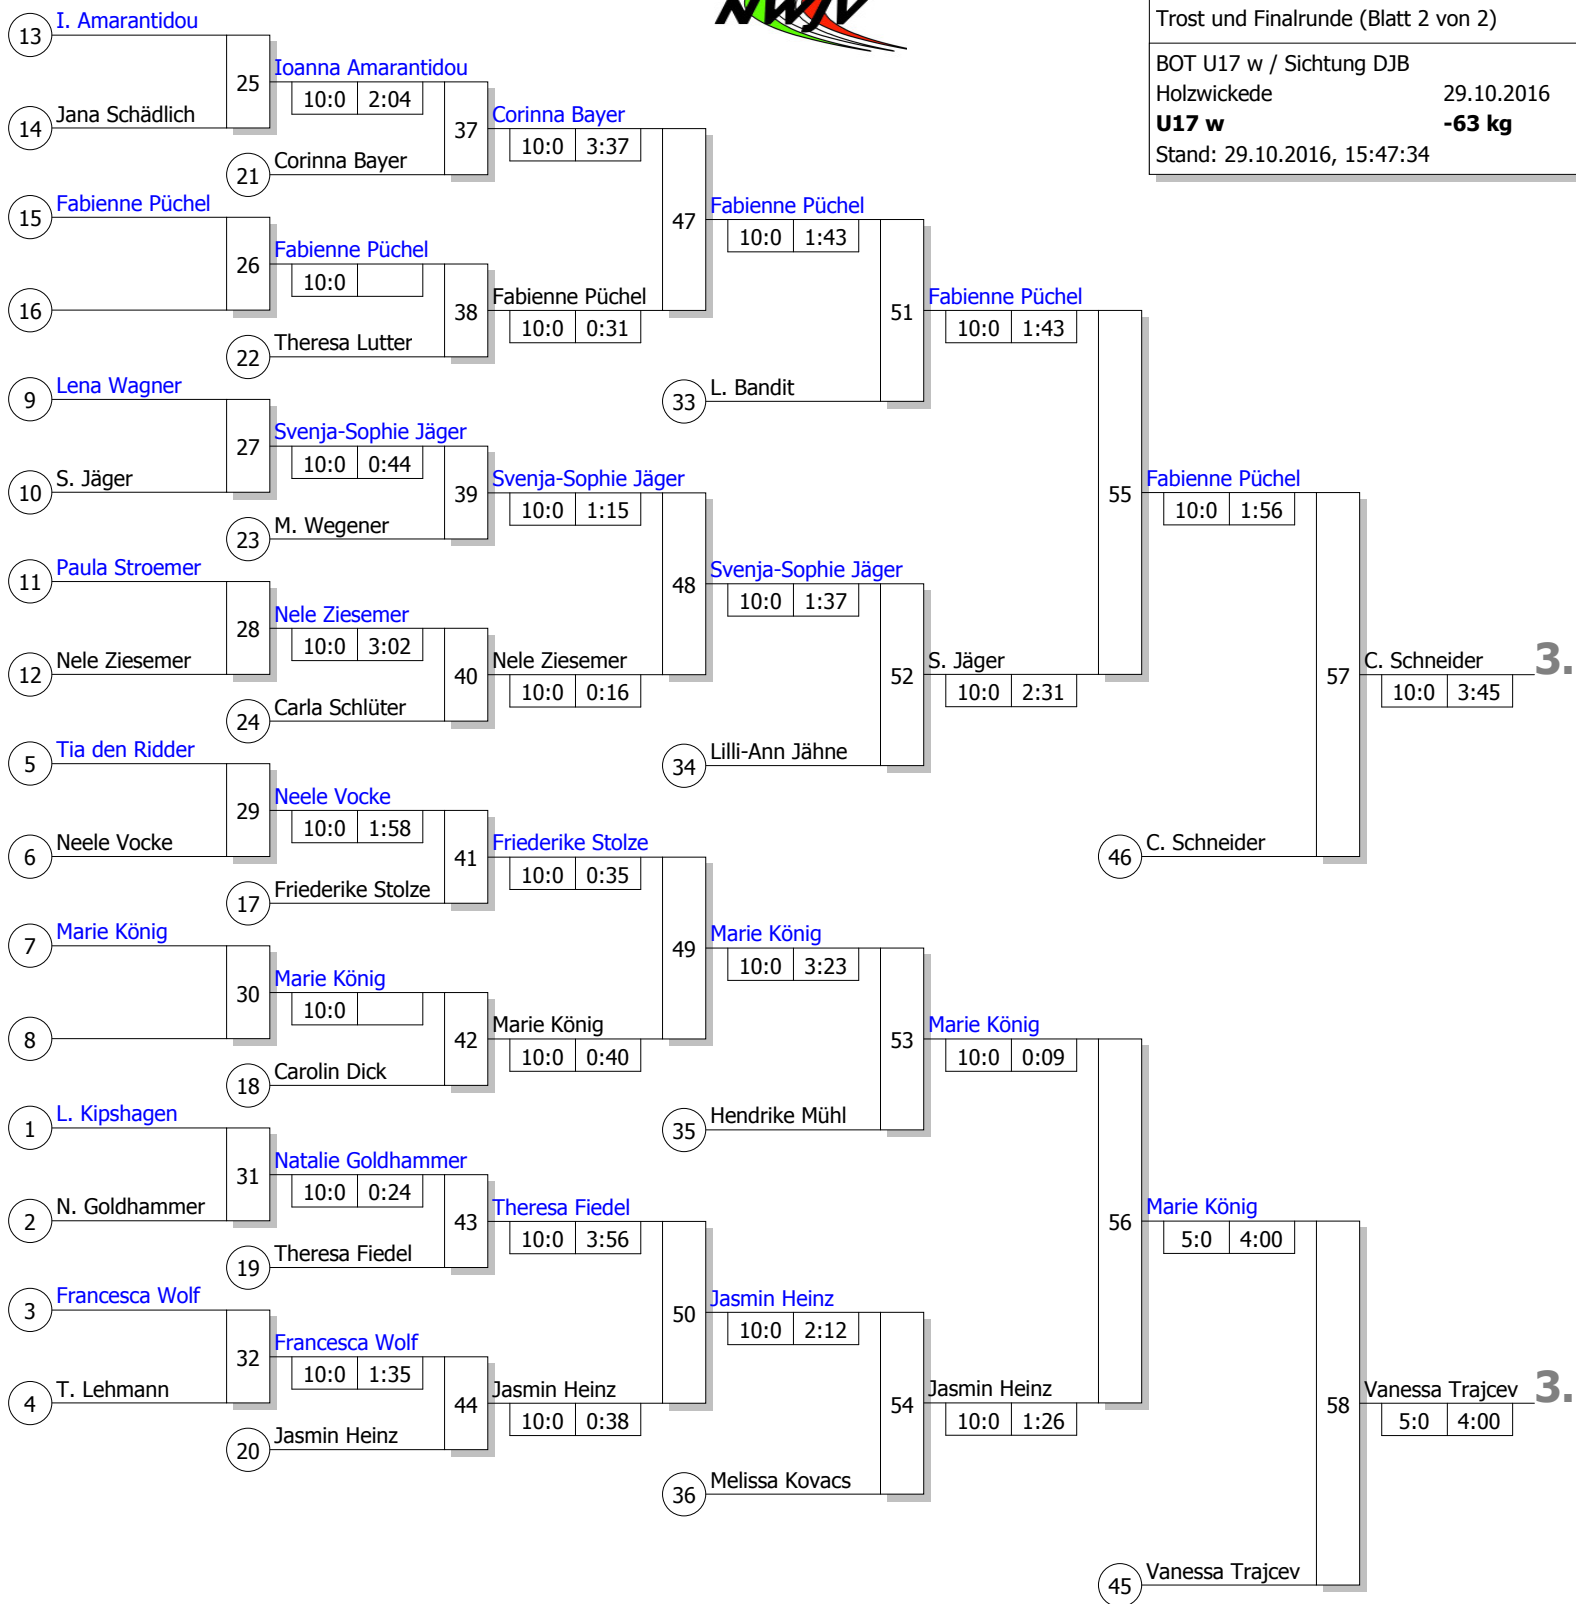 NWJV
Trost und Finalrunde (Blatt 2 von 2)
BOT U17 w / Sichtung DJB
Holzwickede 29.10.2016
U17 w -63 kg
Stand: 29.10.2016, 15:47:34
13 I. Amarantidou
25
14 Jana Schädlich
Ioanna Amarantidou
10:0 2:04
37
21 Corinna Bayer
15 Fabienne Püchel
26
16
Fabienne Püchel
10:0
38
22 Theresa Lutter
9 Lena Wagner
27
10 S. Jäger
Svenja-Sophie Jäger
10:0 0:44
39
23 M. Wegener
11 Paula Stroemer
28
12 Nele Ziesemer
Nele Ziesemer
10:0 3:02
40
24 Carla Schlüter
5 Tia den Ridder
29
6 Neele Vocke
Neele Vocke
10:0 1:58
41
17 Friederike Stolze
7 Marie König
30
8
Marie König
10:0
42
18 Carolin Dick
1 L. Kipshagen
31
2 N. Goldhammer
Natalie Goldhammer
10:0 0:24
43
19 Theresa Fiedel
3 Francesca Wolf
32
4 T. Lehmann
Francesca Wolf
10:0 1:35
44
20 Jasmin Heinz
Corinna Bayer
10:0 3:37
47
Fabienne Püchel
10:0 0:31
Svenja-Sophie Jäger
10:0 1:15
48
Nele Ziesemer
10:0 0:16
Friederike Stolze
10:0 0:35
49
Marie König
10:0 0:40
Theresa Fiedel
10:0 3:56
50
Jasmin Heinz
10:0 0:38
Fabienne Püchel
10:0 1:43
51
33 L. Bandit
Svenja-Sophie Jäger
10:0 1:37
52
34 Lilli-Ann Jähne
Marie König
10:0 3:23
53
35 Hendrike Mühl
Jasmin Heinz
10:0 2:12
54
36 Melissa Kovacs
Fabienne Püchel
10:0 1:43
55
S. Jäger
10:0 2:31
Marie König
10:0 0:09
56
Jasmin Heinz
10:0 1:26
Fabienne Püchel
10:0 1:56
57
46 C. Schneider
Marie König
5:0 4:00
58
45 Vanessa Trajcev
C. Schneider 3.
10:0 3:45
Vanessa Trajcev 3.
5:0 4:00